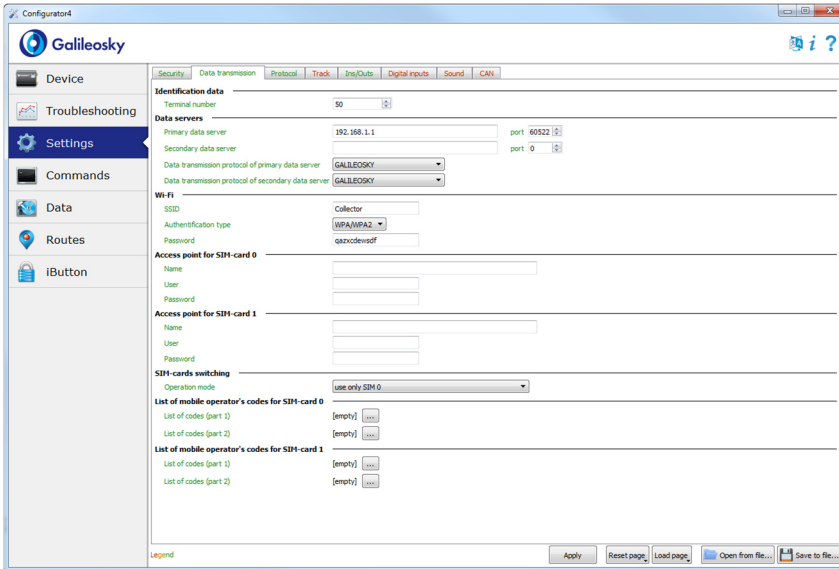 Configurator4
Galileosky
i ?
Device
Troubleshooting
Settings
Commands
Data
Routes
iButton
Security Data transmission Protocol Track Ins/Outs Digital inputs Sound CAN
Identification data
Terminal number 50
Data servers
Primary data server 192.168.1.1 port 60522
Secondary data server port 0
Data transmission protocol of primary data server GALILEOSKY
Data transmission protocol of secondary data server GALILEOSKY
Wi-Fi
SSID Collector
Authentification type WPA/WPA2
Password qazxcdewsdf
Access point for SIM-card 0
Name
User
Password
Access point for SIM-card 1
Name
User
Password
SIM-cards switching
Operation mode use only SIM 0
List of mobile operator's codes for SIM-card 0
List of codes (part 1) [empty] ...
List of codes (part 2) [empty] ...
List of mobile operator's codes for SIM-card 1
List of codes (part 1) [empty] ...
List of codes (part 2) [empty] ...
Legend Apply Reset page Load page Open from file... Save to file...